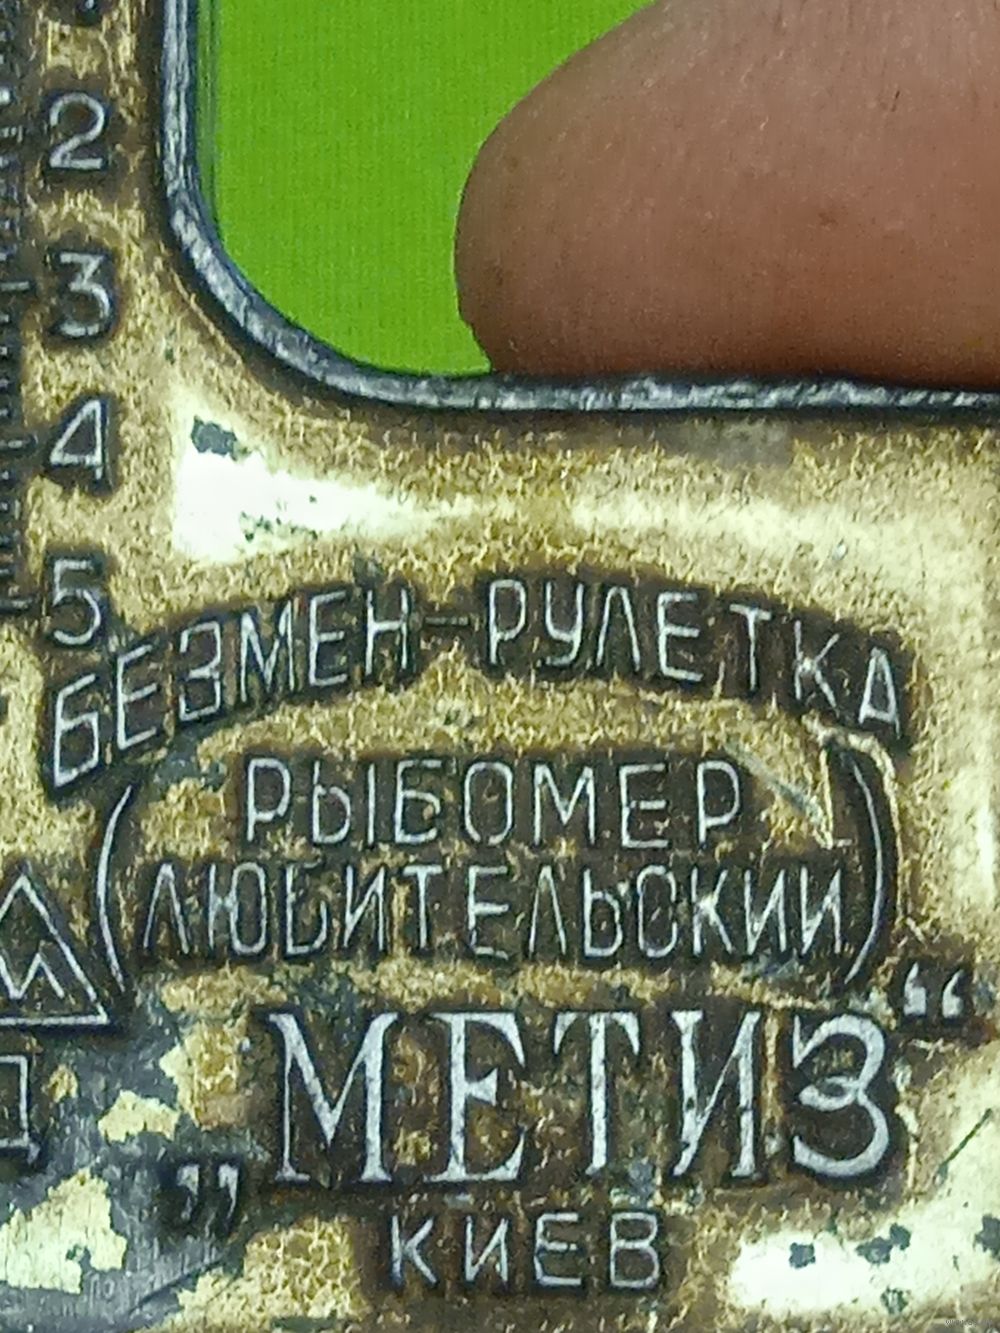 2
3
4
5
БЕЗМЕН-РУЛЕТКА
(РЫБОМЕР
ЛЮБИТЕЛЬСКИЙ)
М
„МЕТИЗ“
КИЕВ